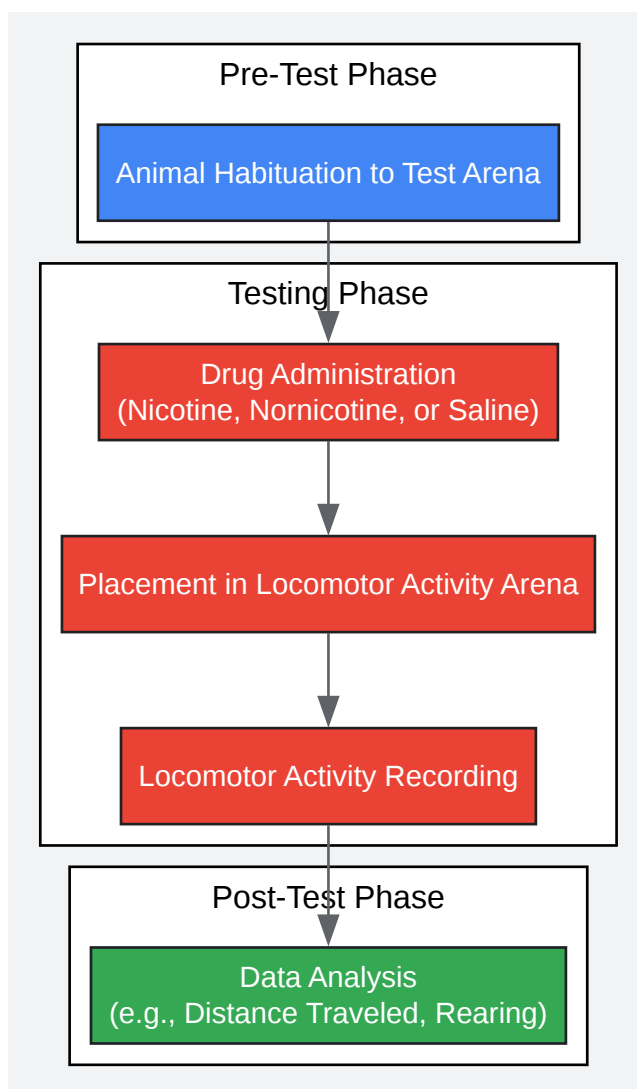 Pre-Test Phase
Animal Habituation to Test Arena
Testing Phase
Drug Administration
(Nicotine, Nornicotine, or Saline)
Placement in Locomotor Activity Arena
Locomotor Activity Recording
Post-Test Phase
Data Analysis
(e.g., Distance Traveled, Rearing)